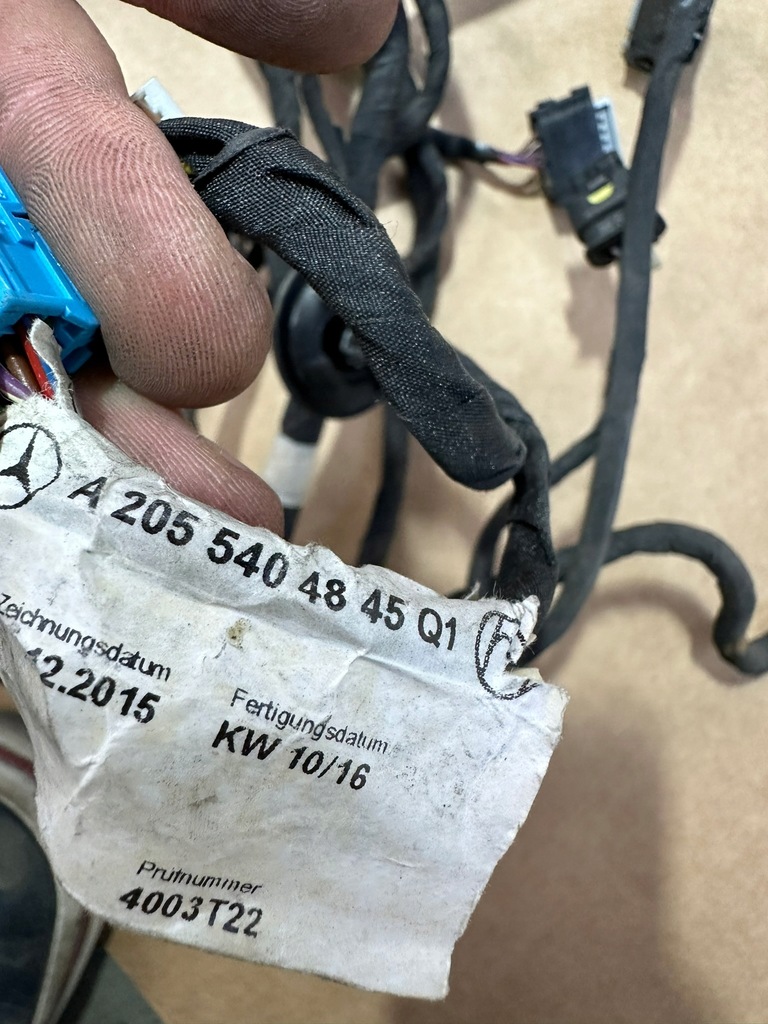 A 205 540 48 45 Q1
Zeichnungsdatum
12.2015
Fertigungsdatum
KW 10/16
Prüfnummer
4003T22